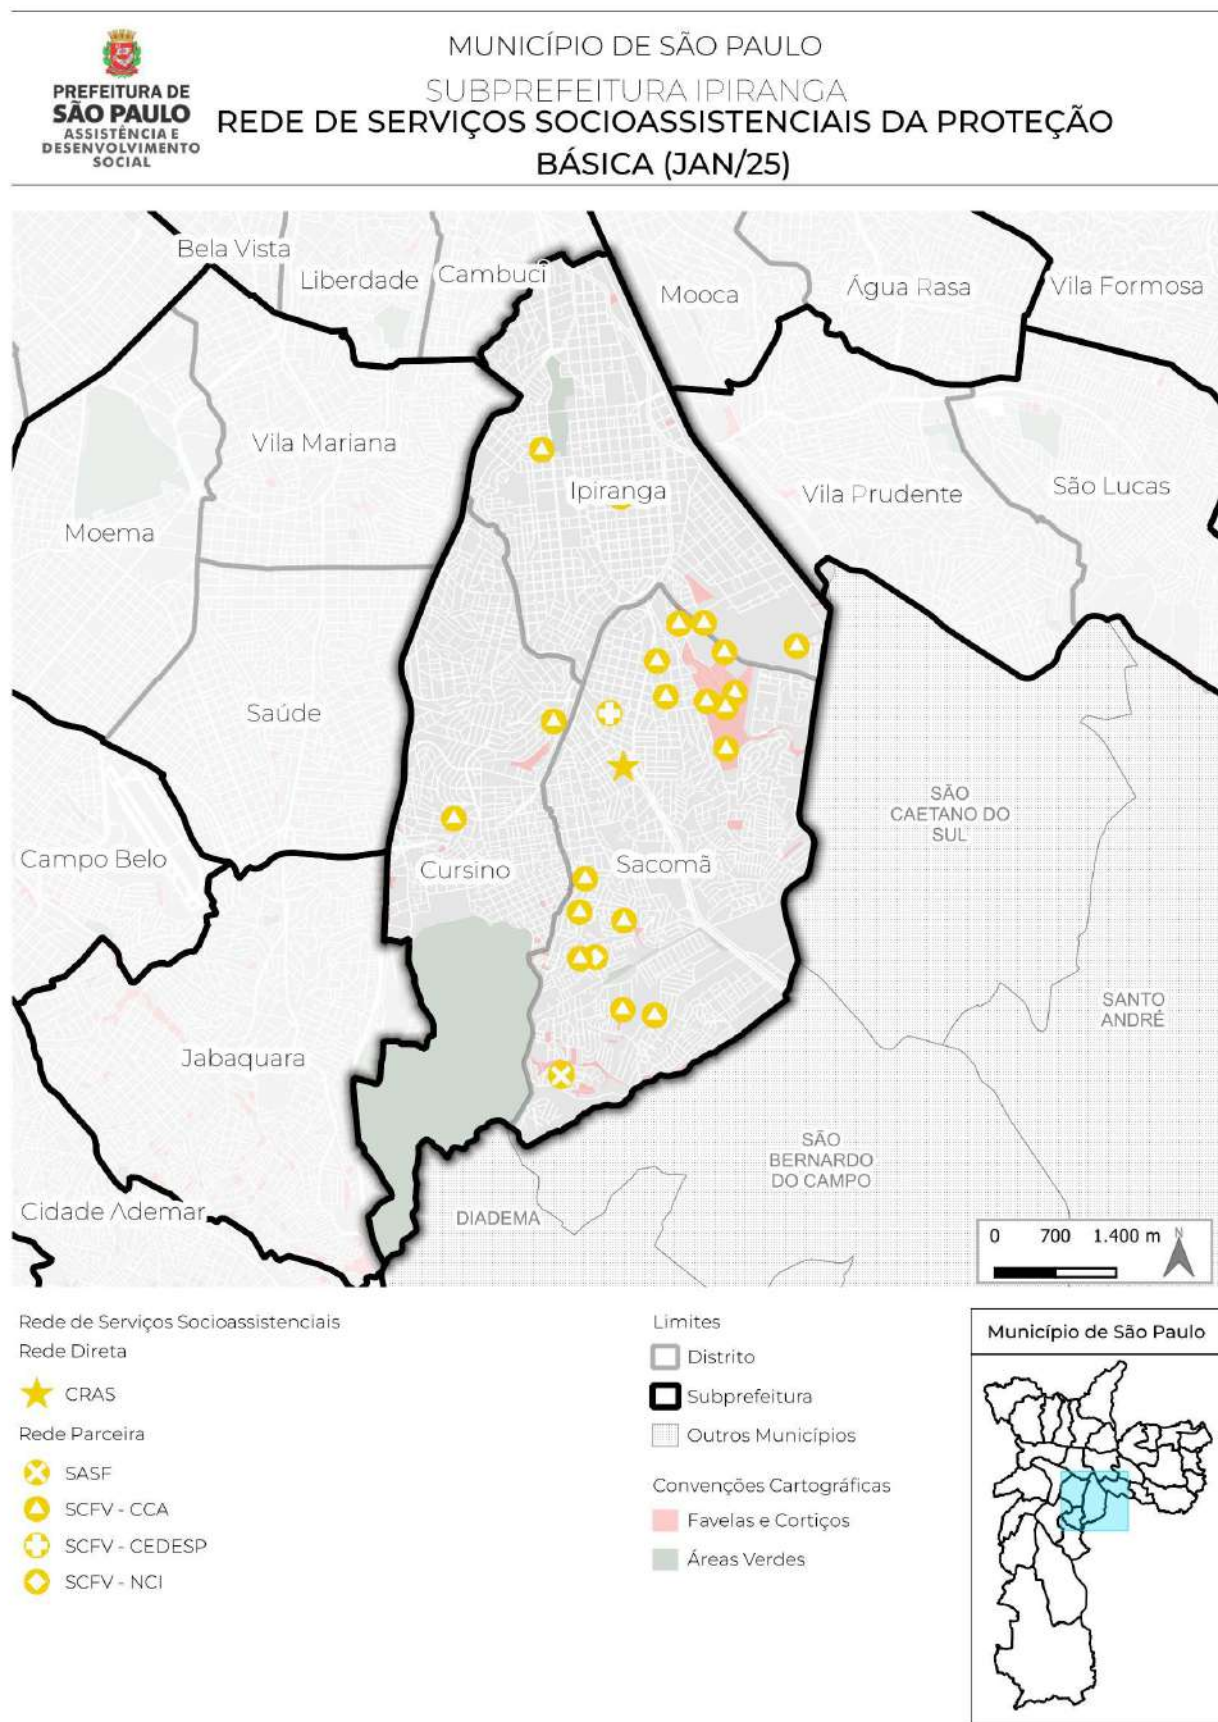 PREFEITURA DE
SÃO PAULO
ASSISTÊNCIA E
DESENVOLVIMENTO
SOCIAL
MUNICÍPIO DE SÃO PAULO
SUBPREFEITURA IPIRANGA
REDE DE SERVIÇOS SOCIOASSISTENCIAIS DA PROTEÇÃO
BÁSICA (JAN/25)
Bela Vista
Liberdade
Cambuci
Mooca
Água Rasa
Vila Formosa
Vila Mariana
Ipiranga
Vila Prudente
São Lucas
Moema
Saúde
SÃO
CAETANO DO
SUL
Campo Belo
Cursino
Sacomã
SANTO
ANDRÉ
Jabaquara
SÃO
BERNARDO
DO CAMPO
Cidade Ademar
DIADEMA
0 700 1.400 m
N
Rede de Serviços Socioassistenciais
Rede Direta
CRAS
Rede Parceira
SASF
SCFV - CCA
SCFV - CEDESP
SCFV - NCI
Limites
Distrito
Subprefeitura
Outros Municípios
Convenções Cartográficas
Favelas e Cortiços
Áreas Verdes
Município de São Paulo